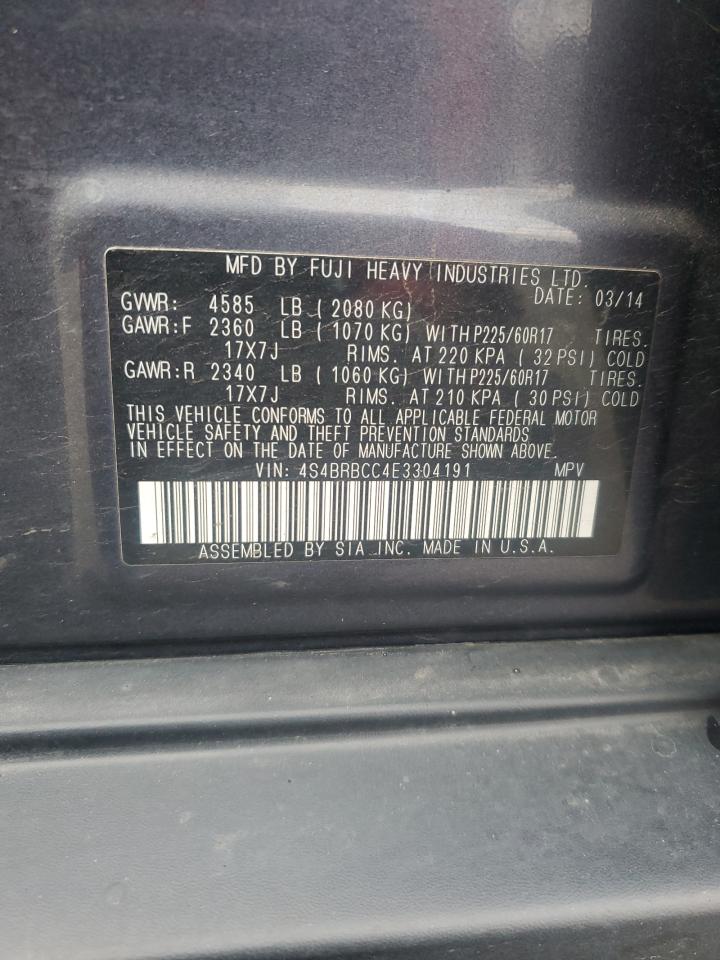 MFD BY FUJI HEAVY INDUSTRIES LTD.
DATE: 03/14
GVWR: 4585 LB ( 2080 KG)
GAWR:F 2360 LB ( 1070 KG) WITH P225/60R17 TIRES.
17X7J RIMS. AT 220 KPA ( 32 PSI) COLD
GAWR:R 2340 LB ( 1060 KG) WITH P225/60R17 TIRES.
17X7J RIMS. AT 210 KPA ( 30 PSI) COLD
THIS VEHICLE CONFORMS TO ALL APPLICABLE FEDERAL MOTOR
VEHICLE SAFETY AND THEFT PREVENTION STANDARDS
IN EFFECT ON THE DATE OF MANUFACTURE SHOWN ABOVE.
VIN: 4S4BRBCC4E3304191 MPV
ASSEMBLED BY SIA INC. MADE IN U.S.A.